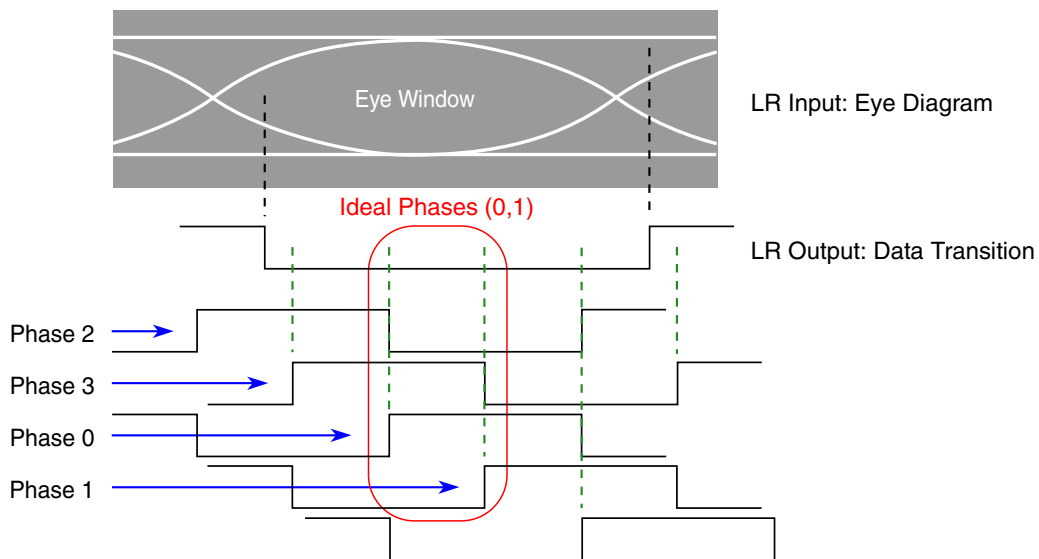 Eye Window
LR Input: Eye Diagram
Ideal Phases (0,1)
LR Output: Data Transition
Phase 2
Phase 3
Phase 0
Phase 1